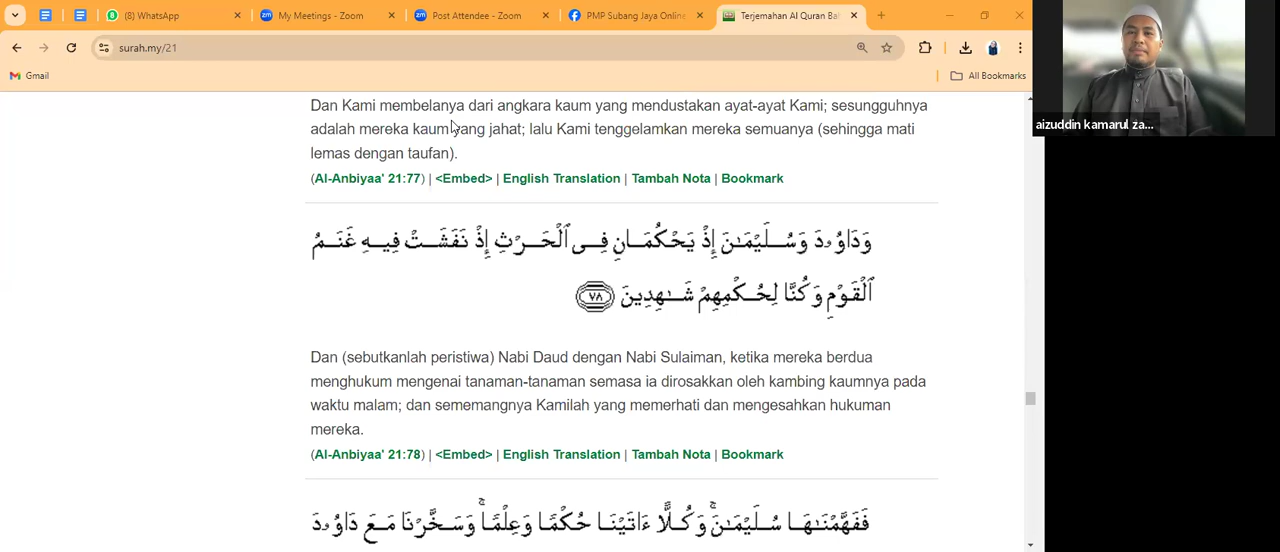 (8) WhatsApp
My Meetings - Zoom
Post Attendee - Zoom
PMP Subang Jaya Online
Terjemahan Al Quran Bah
surah.my/21
Gmail
All Bookmarks
aizuddin kamarul za...
Dan Kami membelanya dari angkara kaum yang mendustakan ayat-ayat Kami; sesungguhnya
adalah mereka kaum yang jahat; lalu Kami tenggelamkan mereka semuanya (sehingga mati
lemas dengan taufan).
(Al-Anbiyaa' 21:77) | <Embed> | English Translation | Tambah Nota | Bookmark
وَدَاوُۥدَ وَسُلَيْمَـٰنَ إِذْ يَحْكُمَانِ فِى ٱلْحَرْثِ إِذْ نَفَشَتْ فِيهِ غَنَمُ
ٱلْقَوْمِ وَكُنَّا لِحُكْمِهِمْ شَـٰهِدِينَ ٧٨
Dan (sebutkanlah peristiwa) Nabi Daud dengan Nabi Sulaiman, ketika mereka berdua
menghukum mengenai tanaman-tanaman semasa ia dirosakkan oleh kambing kaumnya pada
waktu malam; dan sememangnya Kamilah yang memerhati dan mengesahkan hukuman
mereka.
(Al-Anbiyaa' 21:78) | <Embed> | English Translation | Tambah Nota | Bookmark
فَفَهَّمْنَـٰهَا سُلَيْمَـٰنَ ۚ وَكُلًّا ءَاتَيْنَا حُكْمًا وَعِلْمًا ۚ وَسَخَّرْنَا مَعَ دَاوُۥدَ